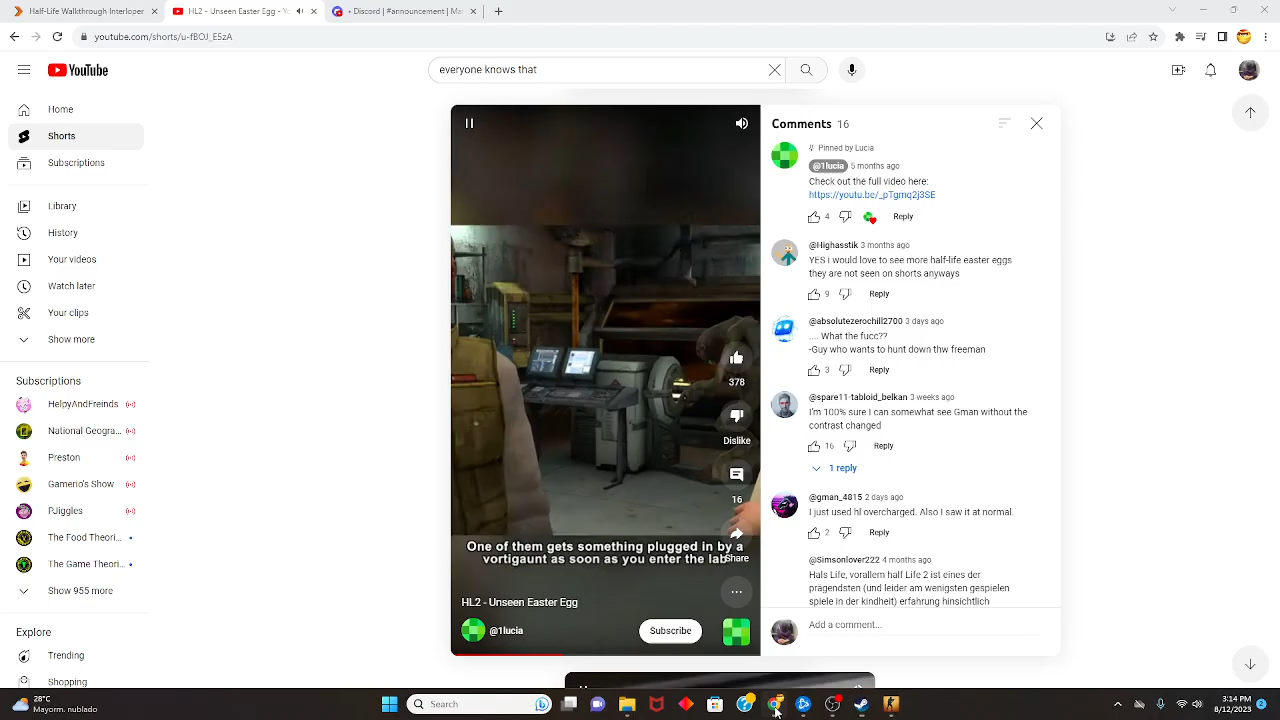 Half-Life Walkthrough Interloper
HL2 - Unseen Easter Egg - Yo
• Discord | #announcement | Mar
youtube.com/shorts/u-fBOJ_E5zA
YouTube
everyone knows that
Home
Shorts
Subscriptions
Library
History
Your videos
Watch later
Your clips
Show more
Subscriptions
HelpyAndFreinds
National Geogra...
Preston
Gamerio's Show
PJiggles
The Food Theori...
The Game Theori...
Show 955 more
Explore
Trending
Shopping
378
Dislike
16
Share
One of them gets something plugged in by a
vortigaunt as soon as you enter the lab
HL2 - Unseen Easter Egg
@1lucia
Subscribe
Comments 16
Pinned by Lucia
@1lucia 5 months ago
Check out the full video here:
https://youtu.be/_pTgmq2j3SE
4 Reply
@Highasstik 3 months ago
YES i would love to see more half-life easter eggs
they are not seen on shorts anyways
9 Reply
@absolutezerochill2700 3 days ago
.... What the fucc??
-Guy who wants to hunt down thw freeman
3 Reply
@spare11-tabloid_belkan 3 weeks ago
I'm 100% sure I can somewhat see Gman without the
contrast changed
16 Reply
1 reply
@gman_4815 2 days ago
I just used hl overcharged. Also I saw it at normal.
2 Reply
@Simsonlover222 4 months ago
Hals Life, vorallem half Life 2 ist eines der
prägendsten (und leider am wenigsten gespielen
spiele in der kindheit) erfahrung hinsichtlich
Add a comment...
28°C
Mayorm. nublado
Search
3:14 PM
8/12/2023
2